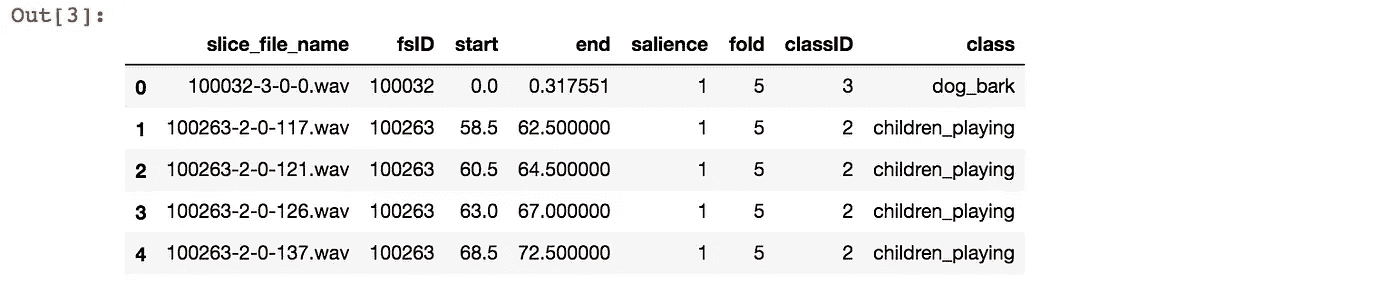 Out[3]:
slice_file_name fsID start end salience fold classID class
0 100032-3-0-0.wav 100032 0.0 0.317551 1 5 3 dog_bark
1 100263-2-0-117.wav 100263 58.5 62.500000 1 5 2 children_playing
2 100263-2-0-121.wav 100263 60.5 64.500000 1 5 2 children_playing
3 100263-2-0-126.wav 100263 63.0 67.000000 1 5 2 children_playing
4 100263-2-0-137.wav 100263 68.5 72.500000 1 5 2 children_playing